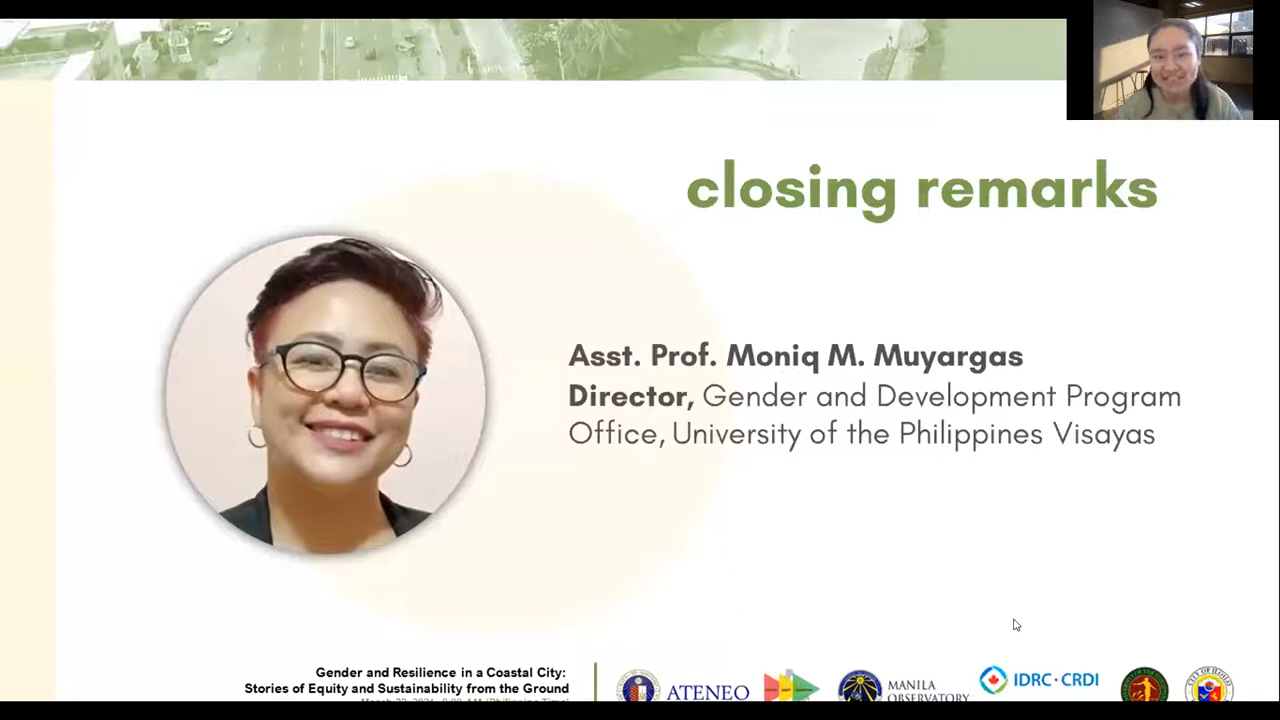 closing remarks
Asst. Prof. Moniq M. Muyargas
Director, Gender and Development Program
Office, University of the Philippines Visayas
Gender and Resilience in a Coastal City:
Stories of Equity and Sustainability from the Ground
ATENEO
MANILA
OBSERVATORY
IDRC · CRDI